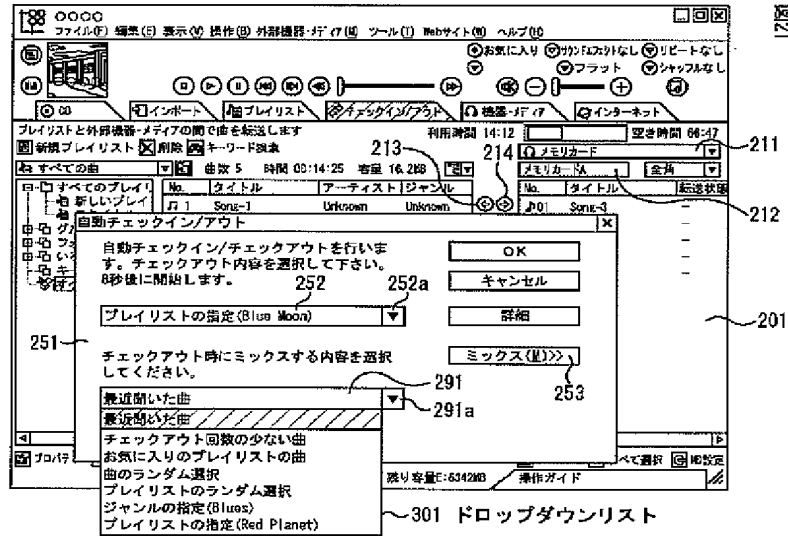 ○○○○
ファイル(F) 編集(E) 表示(V) 操作(B) 外部機器・メディア(M) ツール(T) Webサイト(W) ヘルプ(H)
お気に入り サウンドエフェクトなし リピートなし
フラット シャッフルなし
CD インポート プレイリスト チェックイン/アウト 機器・メディア インターネット
プレイリストと外部機器・メディアの間で曲を転送します 利用時間 14:12 空き時間 66:47
新規プレイリスト 削除 キーワード検索 213 214 メモリカード 211
すべての曲 曲数 5 時間 00:14:25 容量 16.2MB メモリカードA 全角 212
すべてのプレイリ No. タイトル アーティスト ジャンル No. タイトル 転送状態
新しいプレイ 1 Song-1 Unknown Unknown 01 Song-3
自動チェックイン/アウト
自動チェックイン/チェックアウトを行いま
す。チェックアウト内容を選択して下さい。
8秒後に開始します。
OK
キャンセル
252 252a
プレイリストの指定(Blue Moon) 詳細
201
251
チェックアウト時にミックスする内容を選択
してください。
ミックス(M)>>
253
291
最近聞いた曲
291a
最近聞いた曲
チェックアウト回数の少ない曲
お気に入りのプレイリストの曲
曲のランダム選択
プレイリストのランダム選択
ジャンルの指定(Blues)
プレイリストの指定(Red Planet)
プロパティ べて選択 MD設定
残り容量E:6342MB 操作ガイド
301 ドロップダウンリスト